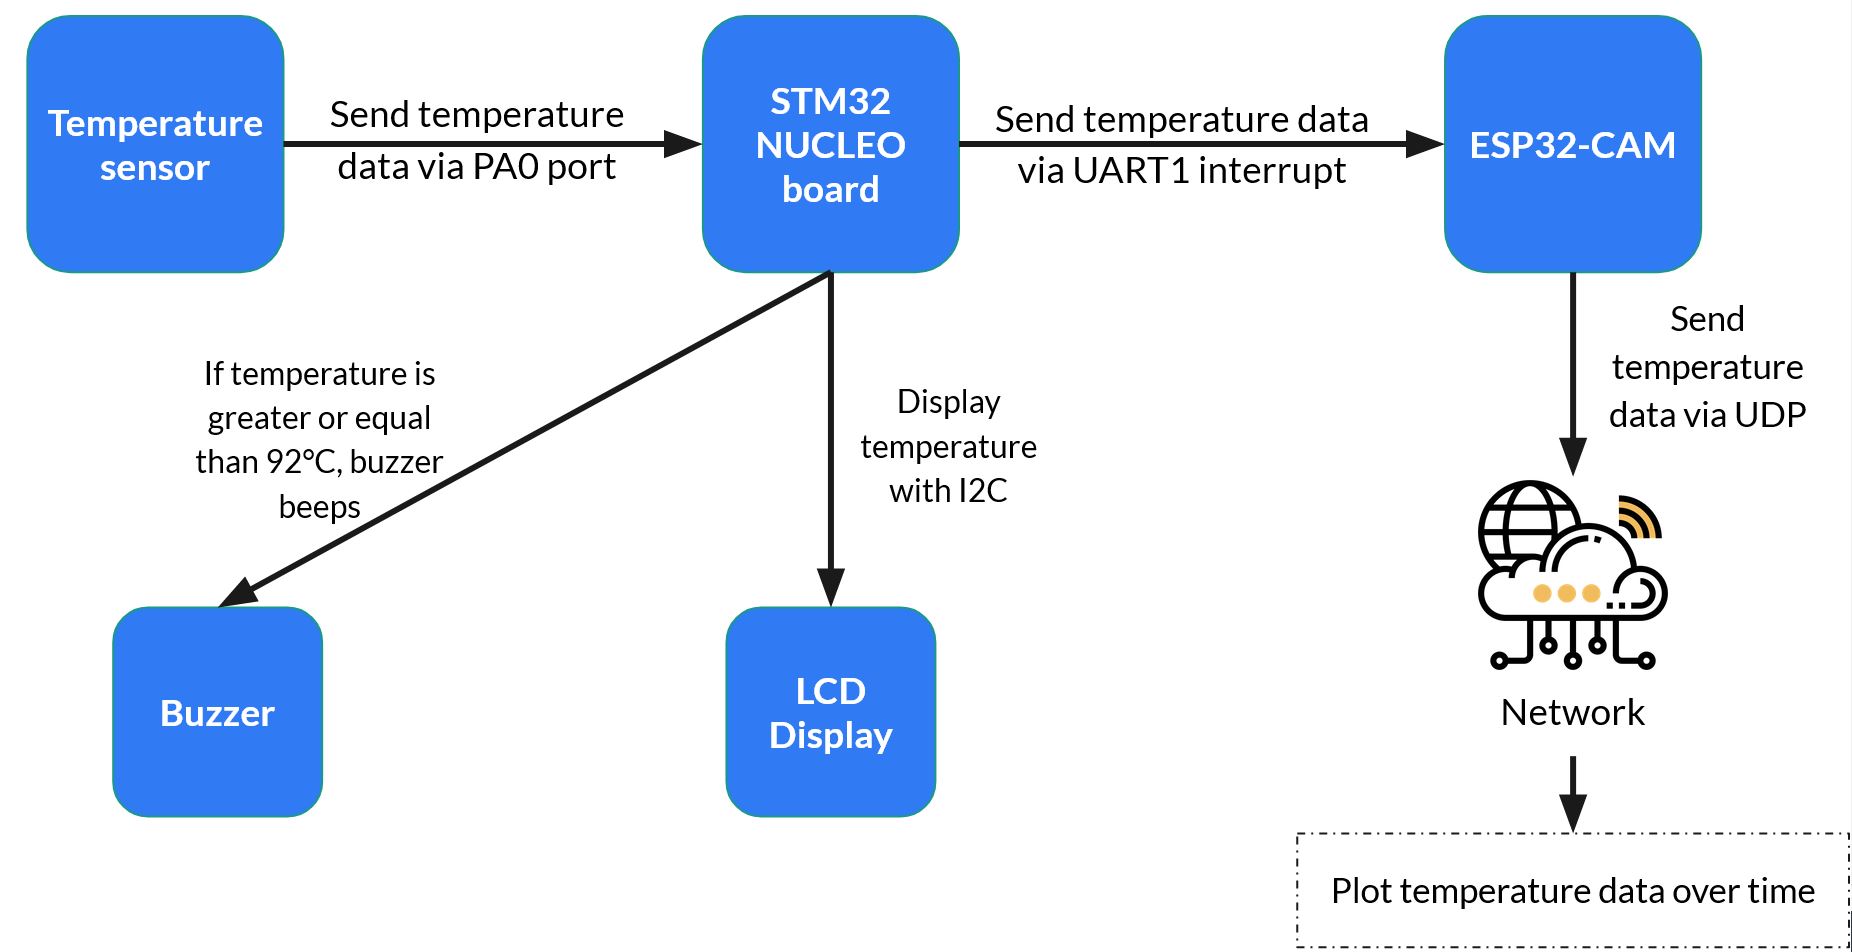 Temperature
sensor
Send temperature
data via PA0 port
STM32
NUCLEO
board
Send temperature data
via UART1 interrupt
ESP32-CAM
If temperature is
greater or equal
than 92°C, buzzer
beeps
Display
temperature
with I2C
Send
temperature
data via UDP
Buzzer
LCD
Display
Network
Plot temperature data over time